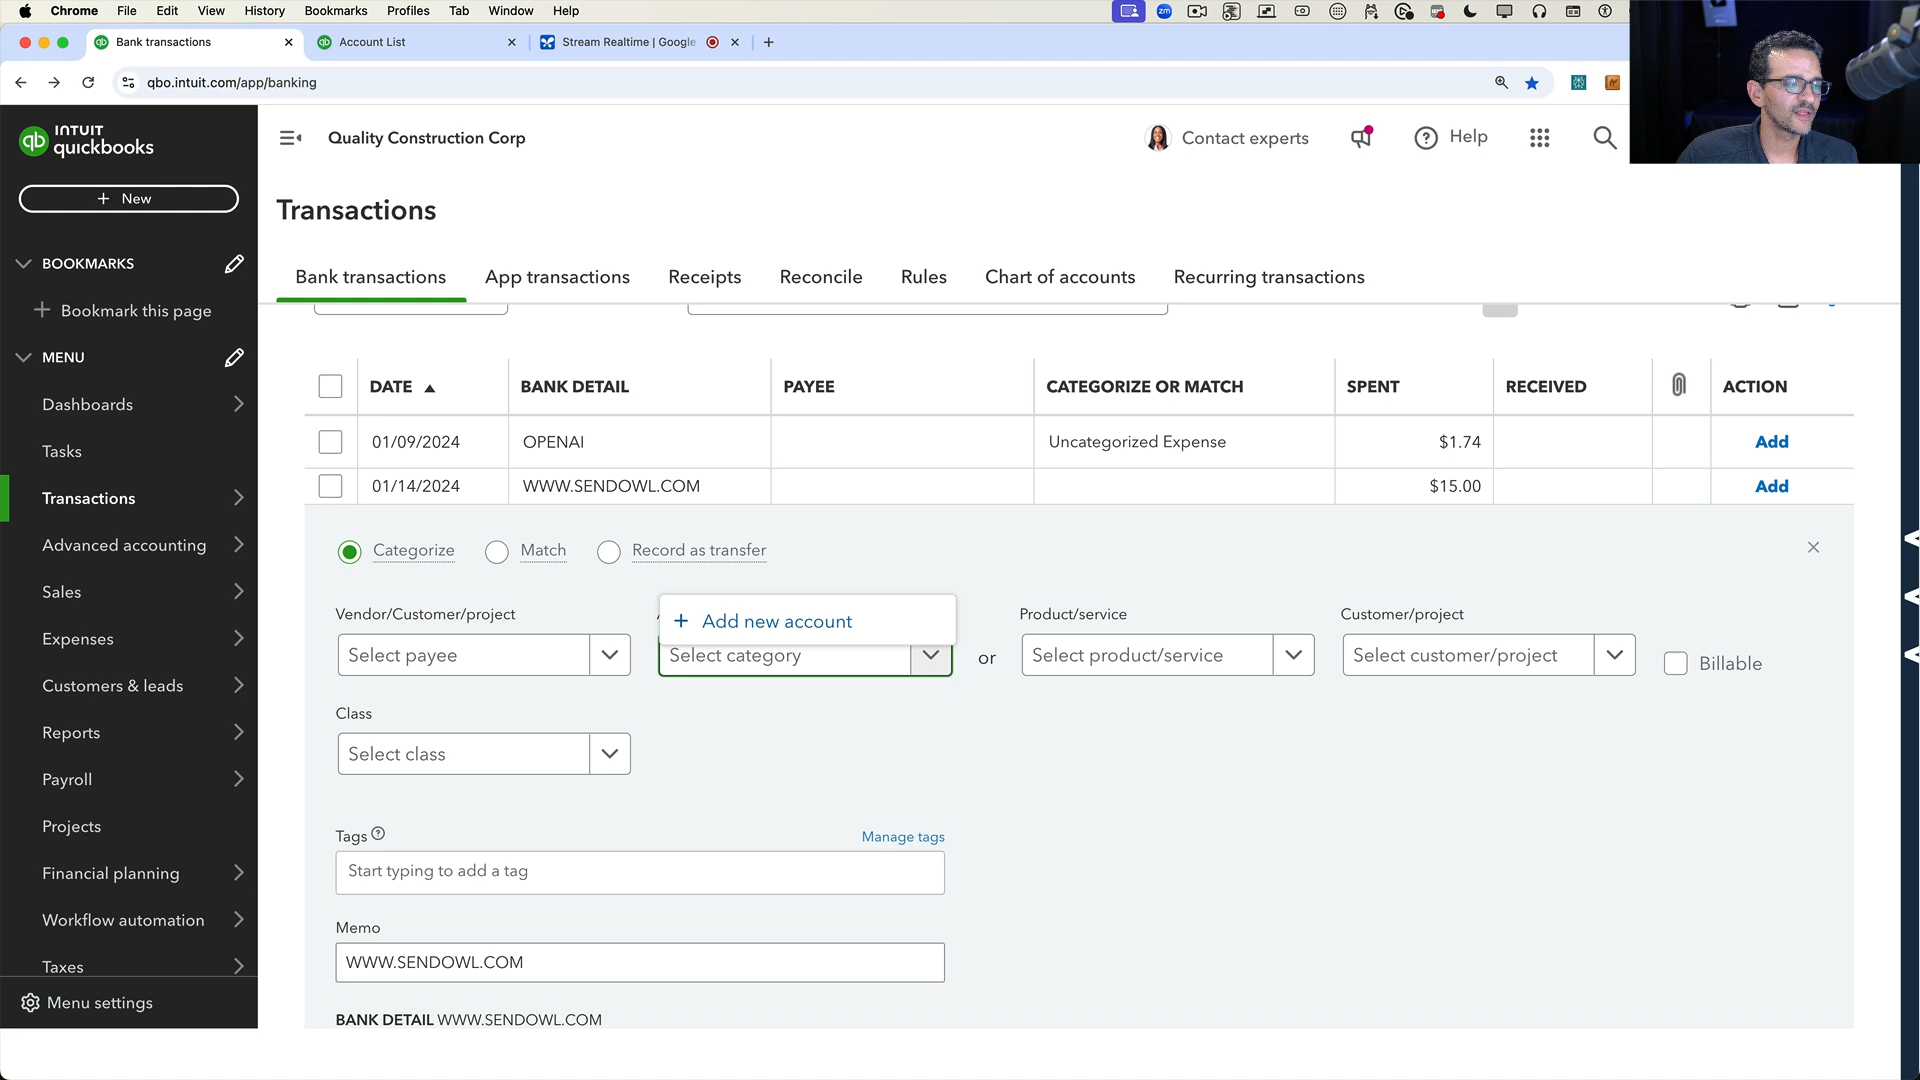 Chrome File Edit View History Bookmarks Profiles Tab Window Help
Bank transactions
Account List
Stream Realtime | Google
qbo.intuit.com/app/banking
INTUIT
quickbooks
Quality Construction Corp
Contact experts
Help
New
Transactions
BOOKMARKS
Bookmark this page
MENU
Dashboards
Tasks
Transactions
Advanced accounting
Sales
Expenses
Customers & leads
Reports
Payroll
Projects
Financial planning
Workflow automation
Taxes
Menu settings
Bank transactions App transactions Receipts Reconcile Rules Chart of accounts Recurring transactions
DATE BANK DETAIL PAYEE CATEGORIZE OR MATCH SPENT RECEIVED ACTION
01/09/2024 OPENAI Uncategorized Expense $1.74 Add
01/14/2024 WWW.SENDOWL.COM $15.00 Add
Categorize Match Record as transfer
Vendor/Customer/project
Add new account
Product/service
Customer/project
Select payee
Select category
or
Select product/service
Select customer/project
Billable
Class
Select class
Tags
Manage tags
Start typing to add a tag
Memo
WWW.SENDOWL.COM
BANK DETAIL WWW.SENDOWL.COM